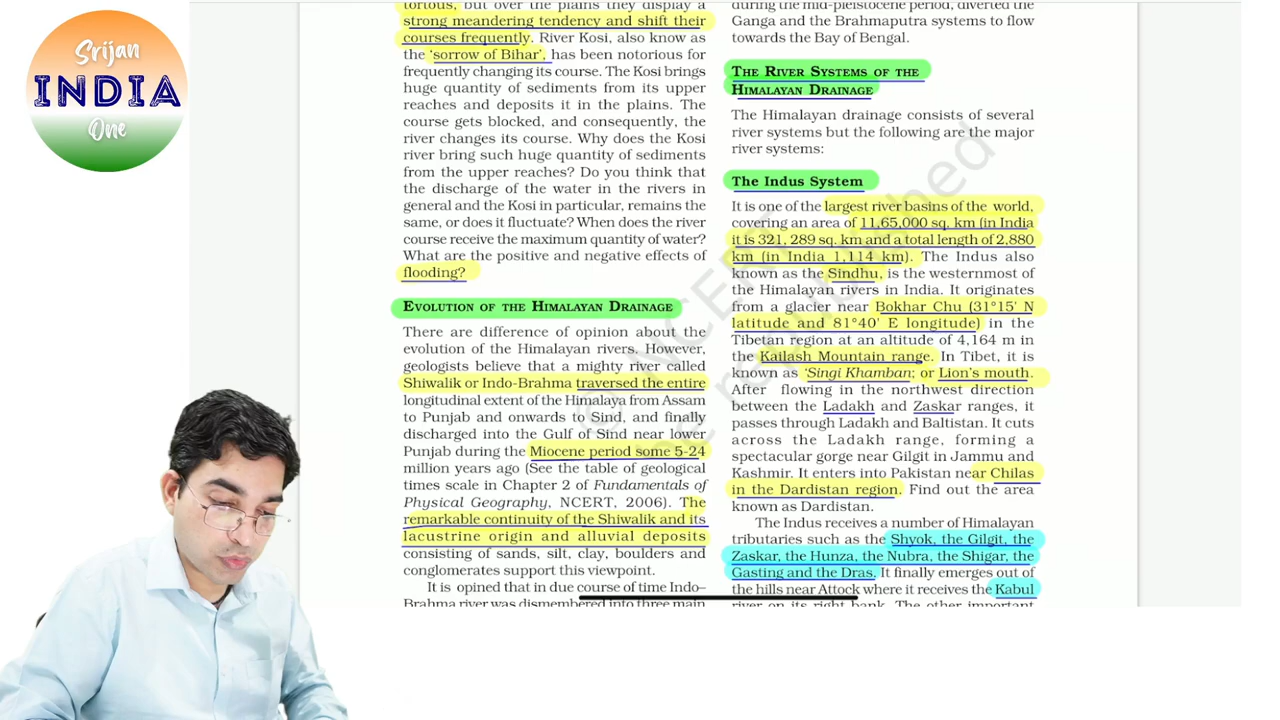 Srijan
INDIA
One
tortous, but over the plains they display a
strong meandering tendency and shift their
courses frequently. River Kosi, also know as
the ‘sorrow of Bihar’, has been notorious for
frequently changing its course. The Kosi brings
huge quantity of sediments from its upper
reaches and deposits it in the plains. The
course gets blocked, and consequently, the
river changes its course. Why does the Kosi
river bring such huge quantity of sediments
from the upper reaches? Do you think that
the discharge of the water in the rivers in
general and the Kosi in particular, remains the
same, or does it fluctuate? When does the river
course receive the maximum quantity of water?
What are the positive and negative effects of
flooding?
EVOLUTION OF THE HIMALAYAN DRAINAGE
There are difference of opinion about the
evolution of the Himalayan rivers. However,
geologists believe that a mighty river called
Shiwalik or Indo-Brahma traversed the entire
longitudinal extent of the Himalaya from Assam
to Punjab and onwards to Sind, and finally
discharged into the Gulf of Sind near lower
Punjab during the Miocene period some 5-24
million years ago (See the table of geological
times scale in Chapter 2 of Fundamentals of
Physical Geography, NCERT, 2006). The
remarkable continuity of the Shiwalik and its
lacustrine origin and alluvial deposits
consisting of sands, silt, clay, boulders and
conglomerates support this viewpoint.
It is opined that in due course of time Indo–
Brahma river was dismembered into three main
during the mid-pleistocene period, diverted the
Ganga and the Brahmaputra systems to flow
towards the Bay of Bengal.
THE RIVER SYSTEMS OF THE
HIMALAYAN DRAINAGE
The Himalayan drainage consists of several
river systems but the following are the major
river systems:
The Indus System
It is one of the largest river basins of the world,
covering an area of 11,65,000 sq. km (in India
it is 321, 289 sq. km and a total length of 2,880
km (in India 1,114 km). The Indus also
known as the Sindhu, is the westernmost of
the Himalayan rivers in India. It originates
from a glacier near Bokhar Chu (31°15' N
latitude and 81°40' E longitude) in the
Tibetan region at an altitude of 4,164 m in
the Kailash Mountain range. In Tibet, it is
known as ‘Singi Khamban; or Lion’s mouth.
After flowing in the northwest direction
between the Ladakh and Zaskar ranges, it
passes through Ladakh and Baltistan. It cuts
across the Ladakh range, forming a
spectacular gorge near Gilgit in Jammu and
Kashmir. It enters into Pakistan near Chilas
in the Dardistan region. Find out the area
known as Dardistan.
The Indus receives a number of Himalayan
tributaries such as the Shyok, the Gilgit, the
Zaskar, the Hunza, the Nubra, the Shigar, the
Gasting and the Dras. It finally emerges out of
the hills near Attock where it receives the Kabul
river on its right bank. The other important
© NCERT
be republished